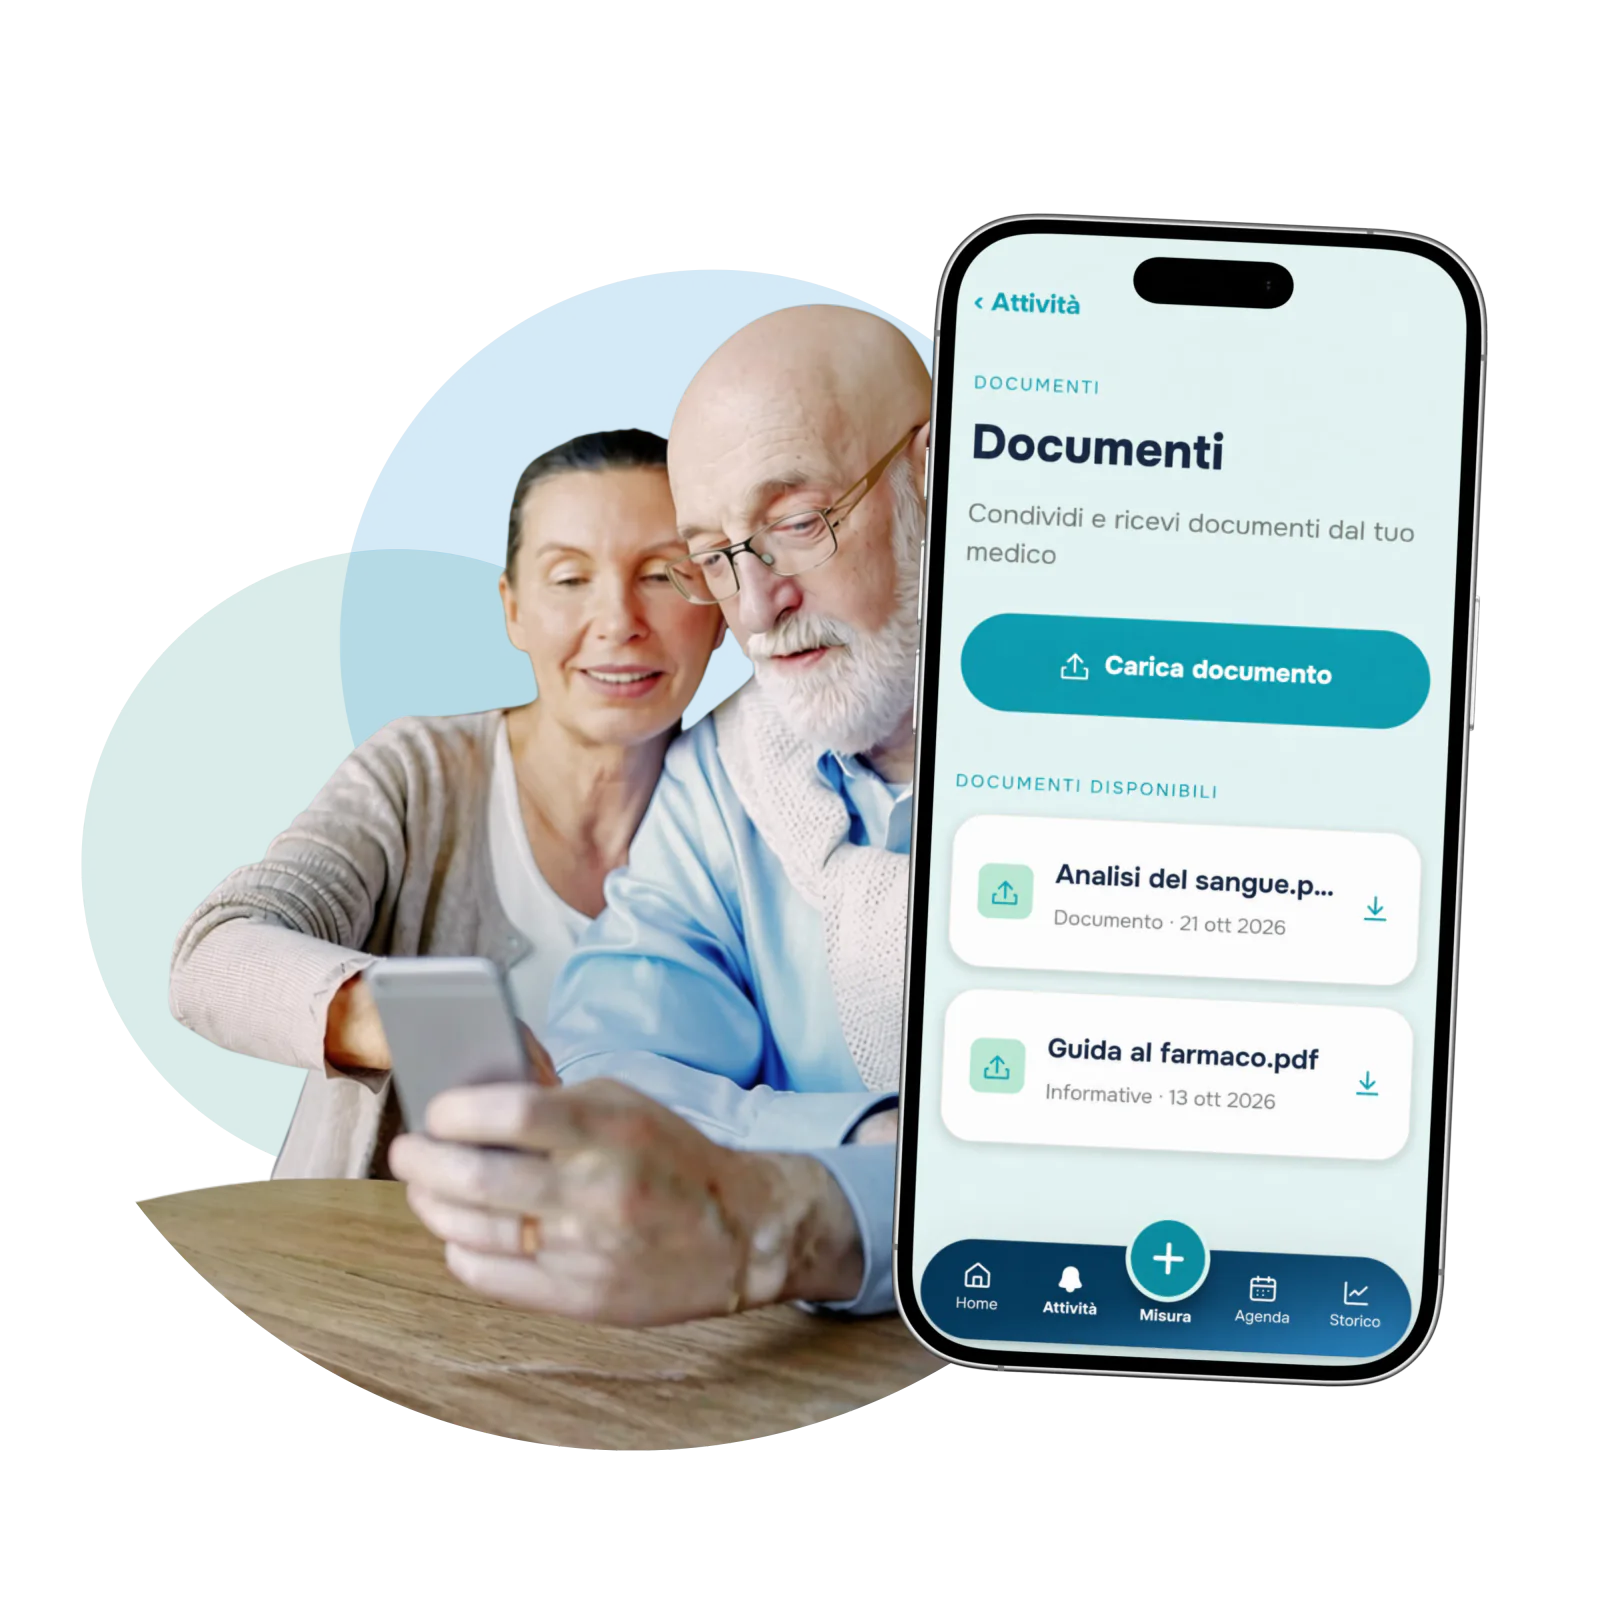 ‹ Attività
DOCUMENTI
Documenti
Condividi e ricevi documenti dal tuo
medico
Carica documento
DOCUMENTI DISPONIBILI
Analisi del sangue.p...
Documento · 21 ott 2026
Guida al farmaco.pdf
Informative · 13 ott 2026
Home
Attività
Misura
Agenda
Storico